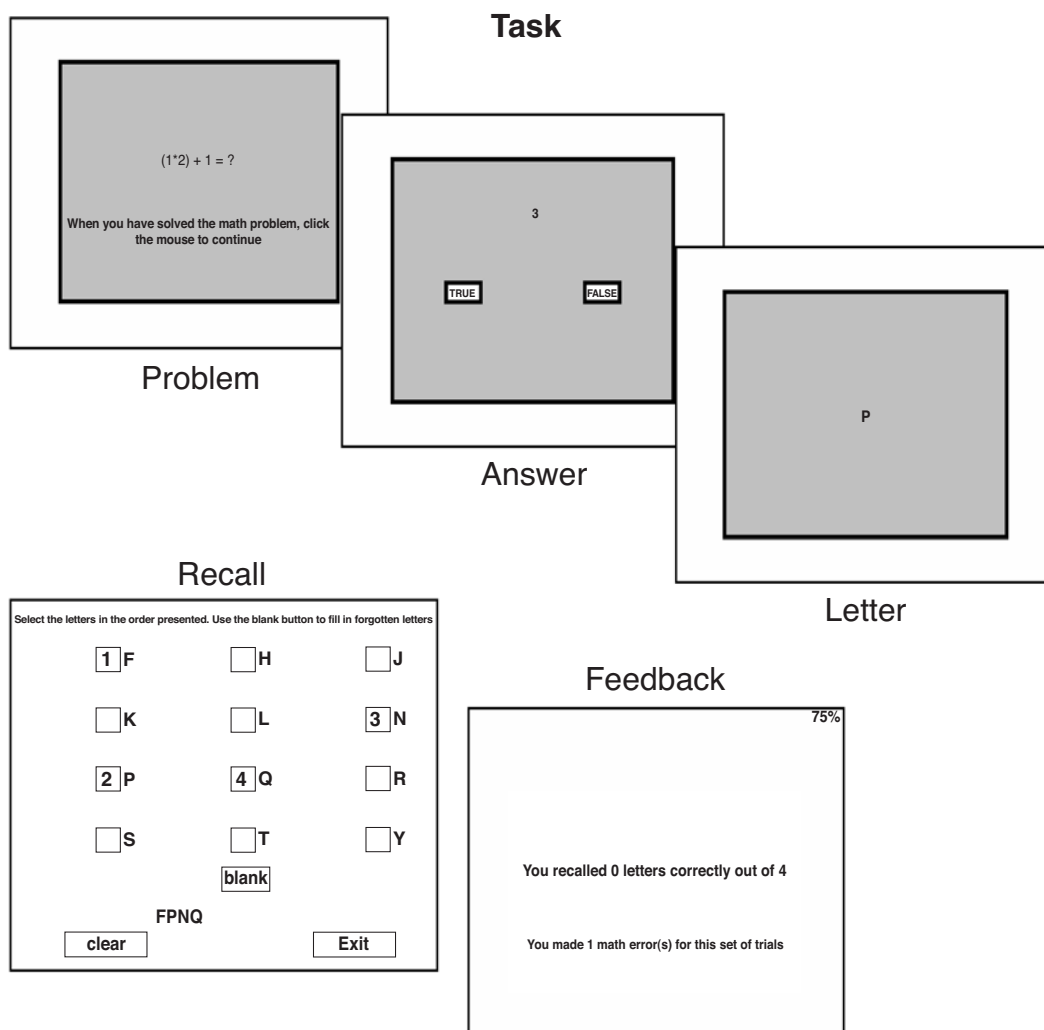 Task
(1*2) + 1 = ?
When you have solved the math problem, click
the mouse to continue
Problem
3
TRUE FALSE
Answer
P
Letter
Recall
Select the letters in the order presented. Use the blank button to fill in forgotten letters
1 F H J
K L 3 N
2 P 4 Q R
S T Y
blank
FPNQ
clear Exit
Feedback
75%
You recalled 0 letters correctly out of 4
You made 1 math error(s) for this set of trials